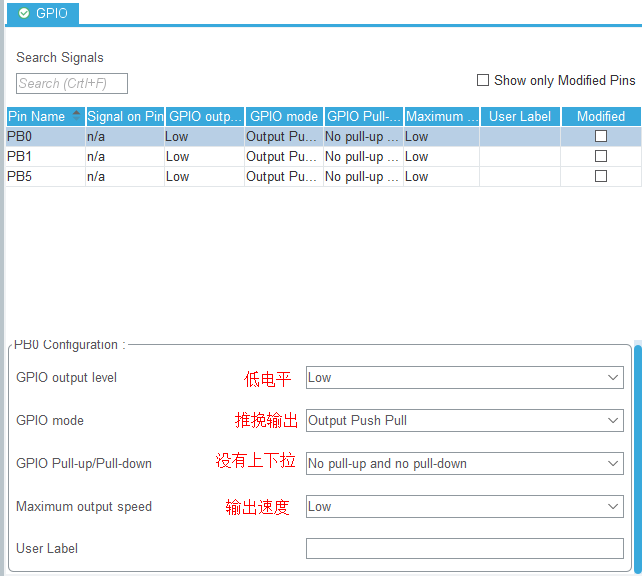 GPIO
Search Signals
Search (Crtl+F)
Show only Modified Pins
Pin Name Signal on Pin GPIO outp... GPIO mode GPIO Pull-... Maximum ... User Label Modified
PB0 n/a Low Output Pu... No pull-up ... Low
PB1 n/a Low Output Pu... No pull-up ... Low
PB5 n/a Low Output Pu... No pull-up ... Low
PB0 Configuration :
GPIO output level 低电平 Low
GPIO mode 推挽输出 Output Push Pull
GPIO Pull-up/Pull-down 没有上下拉 No pull-up and no pull-down
Maximum output speed 输出速度 Low
User Label